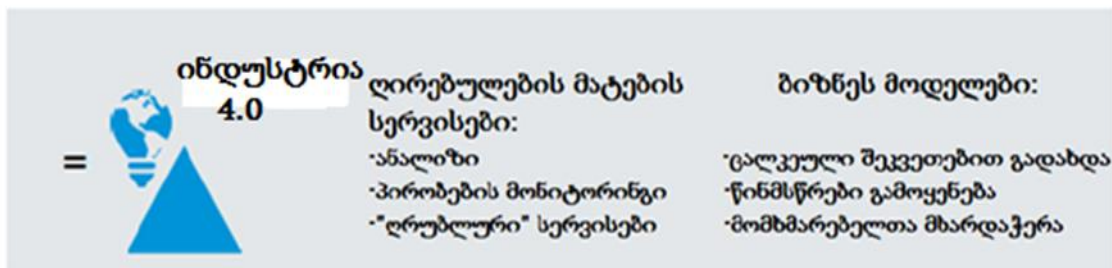 ინდუსტრია
4.0
=
ღირებულების მატების
სერვისები:
-ანალიზი
-პირობების მონიტორინგი
-"ღრუბლური" სერვისები
ბიზნეს მოდელები:
-ცალკეული შეკვეთებით გადახდა
-წინმსწრები გამოყენება
-მომხმარებელთა მხარდაჭერა